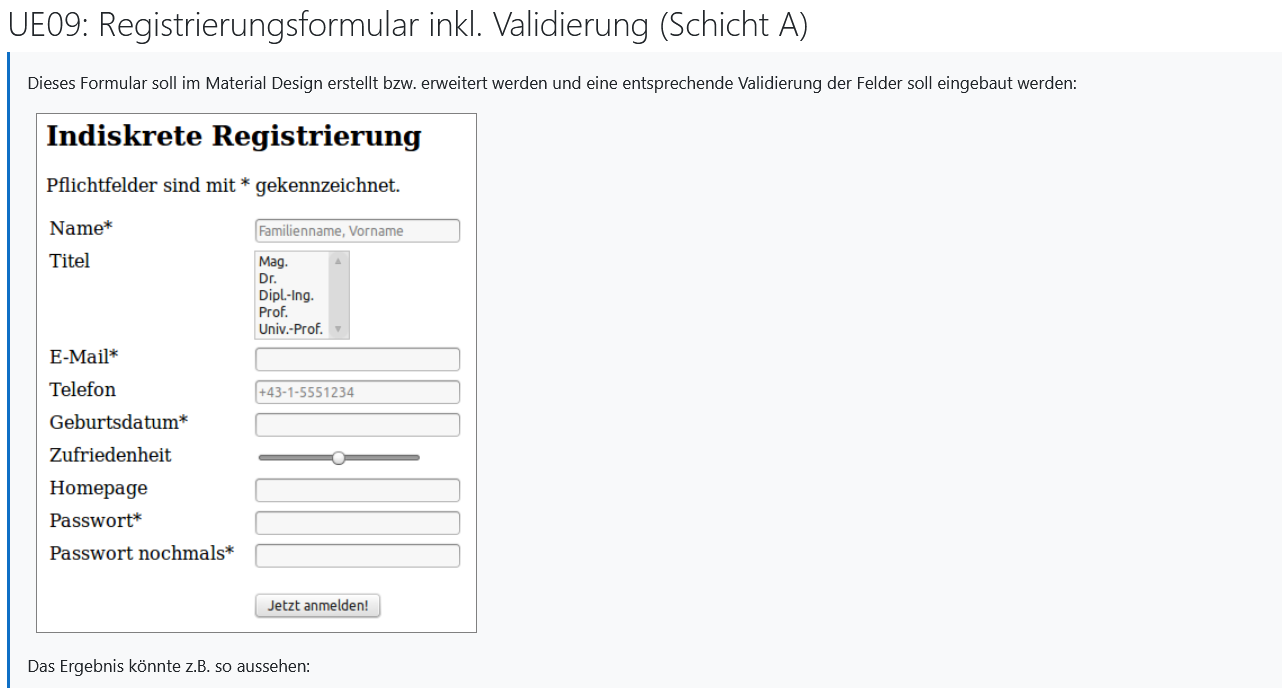 UE09: Registrierungsformular inkl. Validierung (Schicht A)
Dieses Formular soll im Material Design erstellt bzw. erweitert werden und eine entsprechende Validierung der Felder soll eingebaut werden:
Indiskrete Registrierung
Pflichtfelder sind mit * gekennzeichnet.
Name* Familienname, Vorname
Titel Mag.
Dr.
Dipl.-Ing.
Prof.
Univ.-Prof.
E-Mail*
Telefon +43-1-5551234
Geburtsdatum*
Zufriedenheit
Homepage
Passwort*
Passwort nochmals*
Jetzt anmelden!
Das Ergebnis könnte z.B. so aussehen: